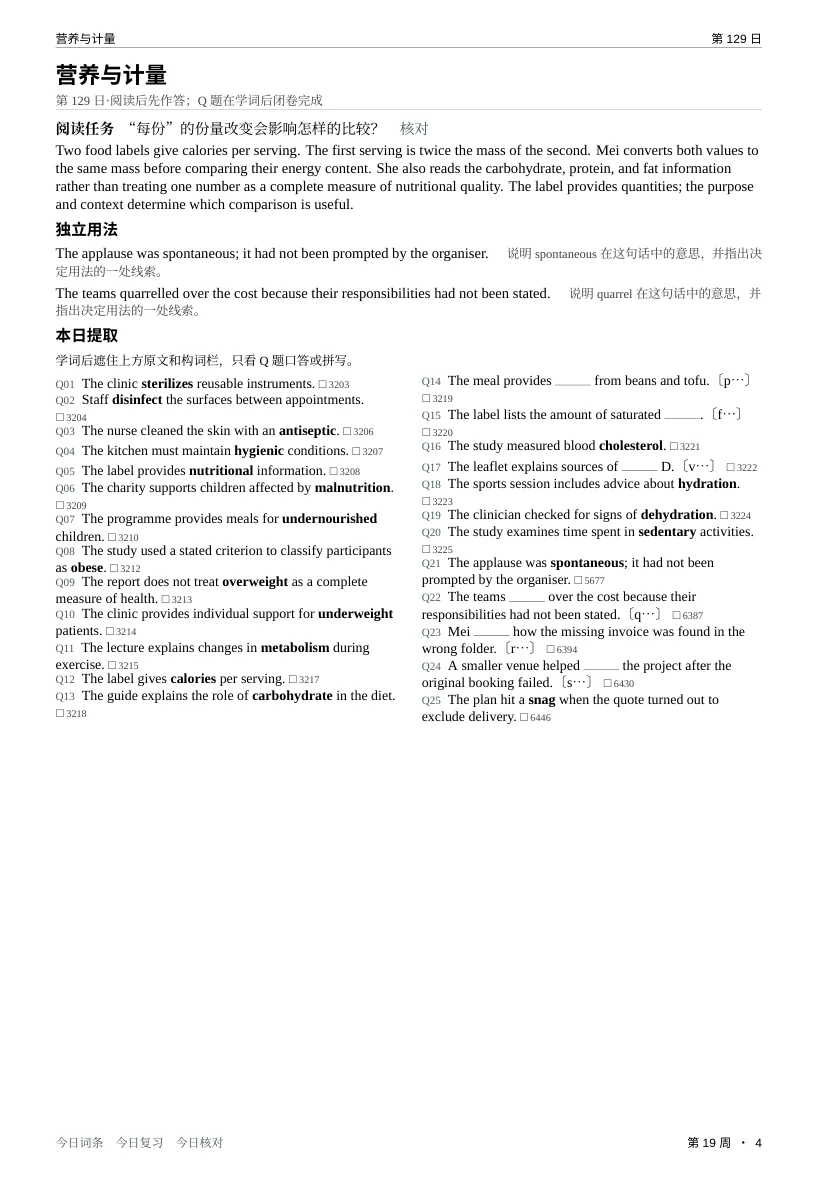 营养与计量 第 129 日
营养与计量
第 129 日·阅读后先作答；Q 题在学词后闭卷完成
阅读任务 “每份”的份量改变会影响怎样的比较？ 核对
Two food labels give calories per serving. The first serving is twice the mass of the second. Mei converts both values to
the same mass before comparing their energy content. She also reads the carbohydrate, protein, and fat information
rather than treating one number as a complete measure of nutritional quality. The label provides quantities; the purpose
and context determine which comparison is useful.
独立用法
The applause was spontaneous; it had not been prompted by the organiser. 说明 spontaneous 在这句话中的意思，并指出决
定用法的一处线索。
The teams quarrelled over the cost because their responsibilities had not been stated. 说明 quarrel 在这句话中的意思，并
指出决定用法的一处线索。
本日提取
学词后遮住上方原文和构词栏，只看 Q 题口答或拼写。
Q01 The clinic sterilizes reusable instruments. □ 3203
Q02 Staff disinfect the surfaces between appointments.
□ 3204
Q03 The nurse cleaned the skin with an antiseptic. □ 3206
Q04 The kitchen must maintain hygienic conditions. □ 3207
Q05 The label provides nutritional information. □ 3208
Q06 The charity supports children affected by malnutrition.
□ 3209
Q07 The programme provides meals for undernourished
children. □ 3210
Q08 The study used a stated criterion to classify participants
as obese. □ 3212
Q09 The report does not treat overweight as a complete
measure of health. □ 3213
Q10 The clinic provides individual support for underweight
patients. □ 3214
Q11 The lecture explains changes in metabolism during
exercise. □ 3215
Q12 The label gives calories per serving. □ 3217
Q13 The guide explains the role of carbohydrate in the diet.
□ 3218
Q14 The meal provides _____ from beans and tofu.〔p···〕
□ 3219
Q15 The label lists the amount of saturated _____.〔f···〕
□ 3220
Q16 The study measured blood cholesterol. □ 3221
Q17 The leaflet explains sources of _____ D.〔v···〕 □ 3222
Q18 The sports session includes advice about hydration.
□ 3223
Q19 The clinician checked for signs of dehydration. □ 3224
Q20 The study examines time spent in sedentary activities.
□ 3225
Q21 The applause was spontaneous; it had not been
prompted by the organiser. □ 5677
Q22 The teams _____ over the cost because their
responsibilities had not been stated.〔q···〕 □ 6387
Q23 Mei _____ how the missing invoice was found in the
wrong folder.〔r···〕 □ 6394
Q24 A smaller venue helped _____ the project after the
original booking failed.〔s···〕 □ 6430
Q25 The plan hit a snag when the quote turned out to
exclude delivery. □ 6446
今日词条 今日复习 今日核对 第 19 周 · 4